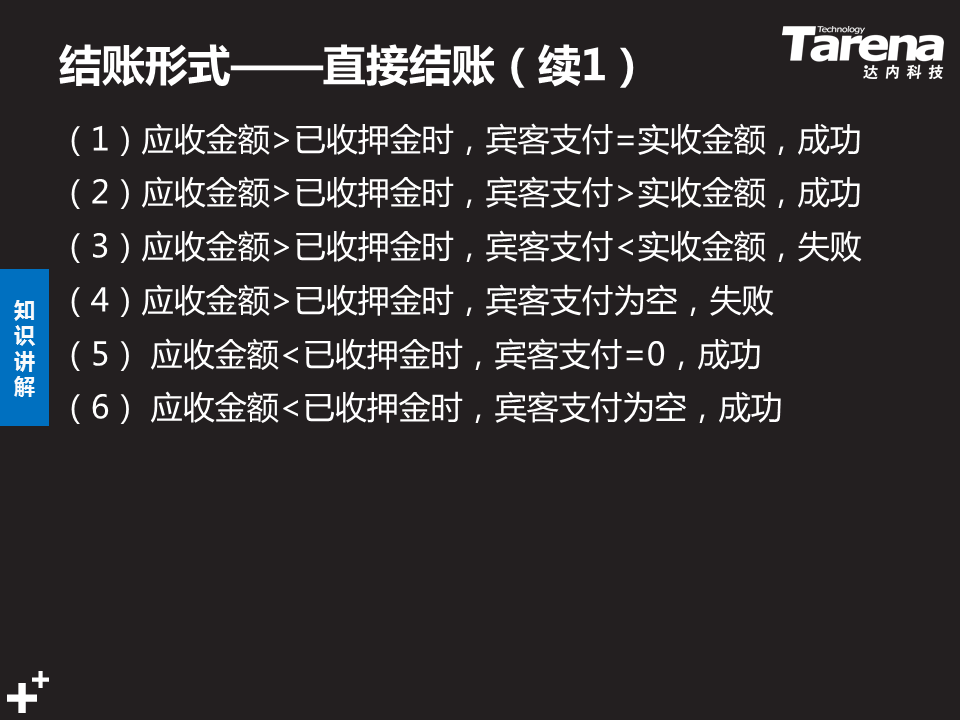 结账形式——直接结账（续1）
Technology
Tarena
达内科技
（1）应收金额>已收押金时，宾客支付=实收金额，成功
（2）应收金额>已收押金时，宾客支付>实收金额，成功
（3）应收金额>已收押金时，宾客支付<实收金额，失败
（4）应收金额>已收押金时，宾客支付为空，失败
（5） 应收金额<已收押金时，宾客支付=0，成功
（6） 应收金额<已收押金时，宾客支付为空，成功
知识讲解